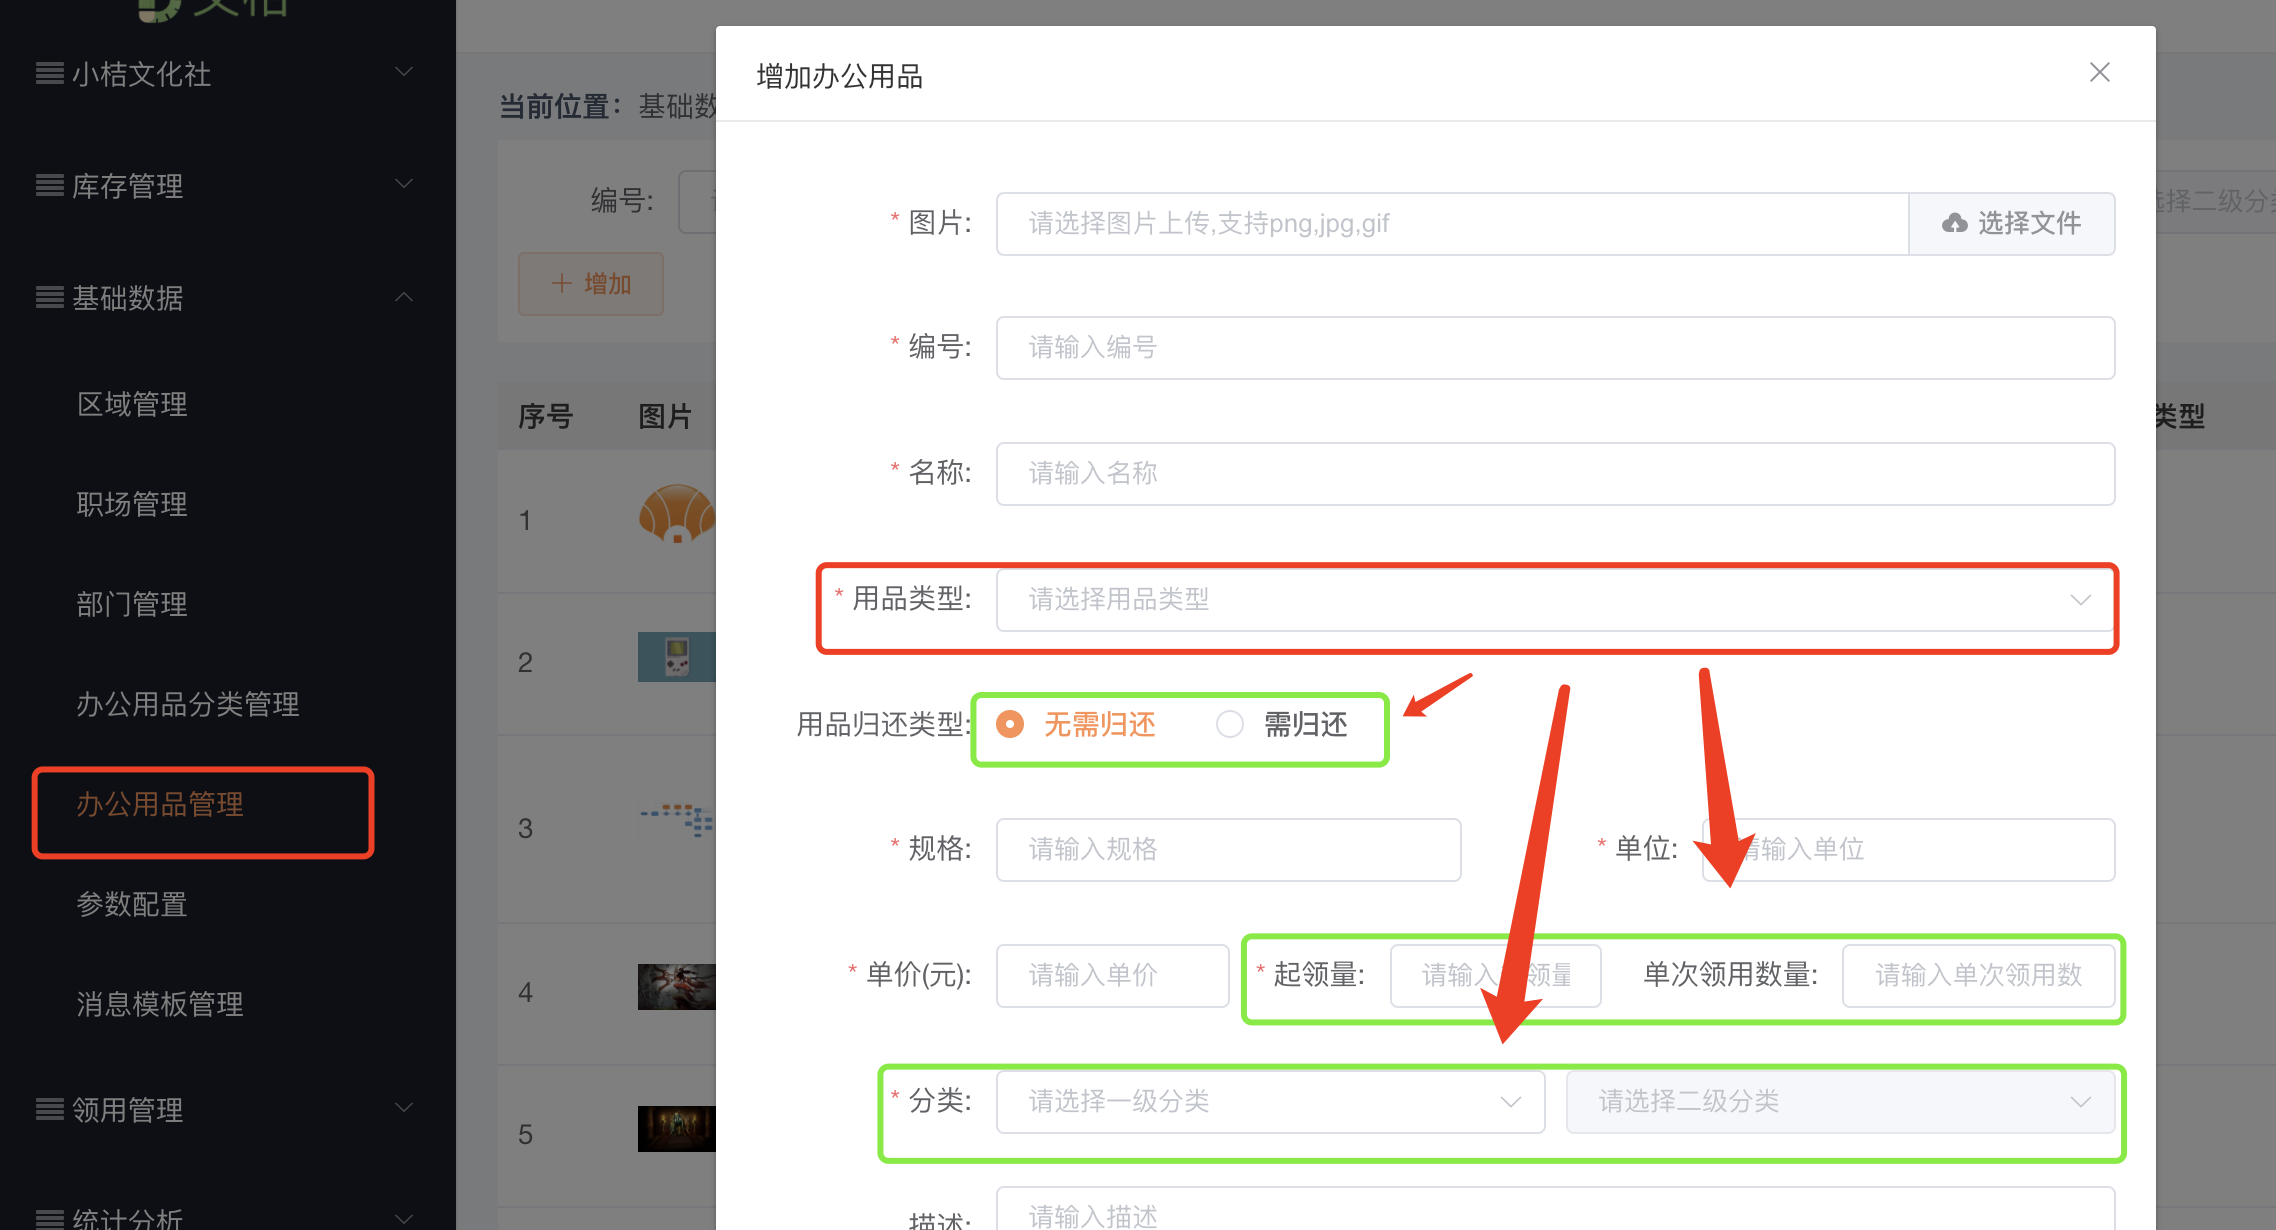 小桔文化社
库存管理
基础数据
区域管理
职场管理
部门管理
办公用品分类管理
办公用品管理
参数配置
消息模板管理
领用管理
统计分析
当前位置：基础数
编号:
+ 增加
序号 图片
类型
1
2
3
4
5
选择二级分类
增加办公用品
* 图片: 请选择图片上传,支持png,jpg,gif 选择文件
* 编号: 请输入编号
* 名称: 请输入名称
* 用品类型: 请选择用品类型
用品归还类型: 无需归还 需归还
* 规格: 请输入规格 * 单位: 请输入单位
* 单价(元): 请输入单价 * 起领量: 请输入 领量 单次领用数量: 请输入单次领用数
* 分类: 请选择一级分类 请选择二级分类
描述: 请输入描述